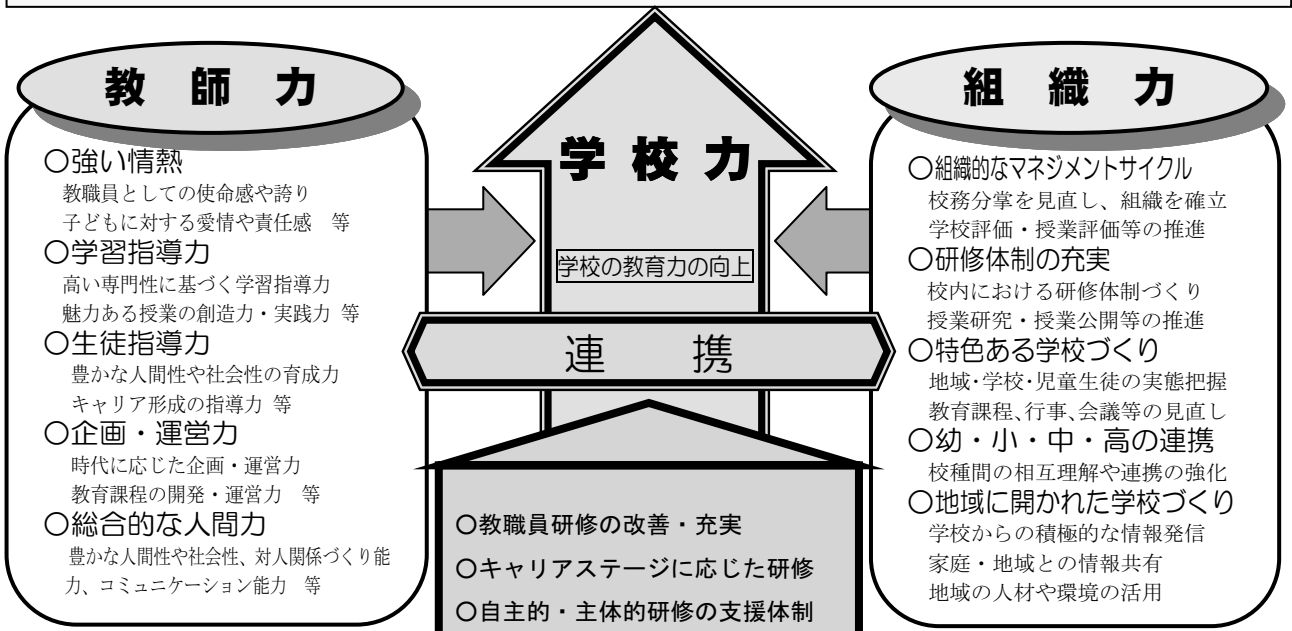 教　師　力
○強い情熱
教職員としての使命感や誇り
子どもに対する愛情や責任感　等
○学習指導力
高い専門性に基づく学習指導力
魅力ある授業の創造力・実践力 等
○生徒指導力
豊かな人間性や社会性の育成力
キャリア形成の指導力 等
○企画・運営力
時代に応じた企画・運営力
教育課程の開発・運営力　等
○総合的な人間力
豊かな人間性や社会性、対人関係づくり能
力、コミュニケーション能力　等
学 校 力
学校の教育力の向上
連　　携
○教職員研修の改善・充実
○キャリアステージに応じた研修
○自主的・主体的研修の支援体制
組　織　力
○組織的なマネジメントサイクル
校務分掌を見直し、組織を確立
学校評価・授業評価等の推進
○研修体制の充実
校内における研修体制づくり
授業研究・授業公開等の推進
○特色ある学校づくり
地域・学校・児童生徒の実態把握
教育課程、行事、会議等の見直し
○幼・小・中・高の連携
校種間の相互理解や連携の強化
○地域に開かれた学校づくり
学校からの積極的な情報発信
家庭・地域との情報共有
地域の人材や環境の活用